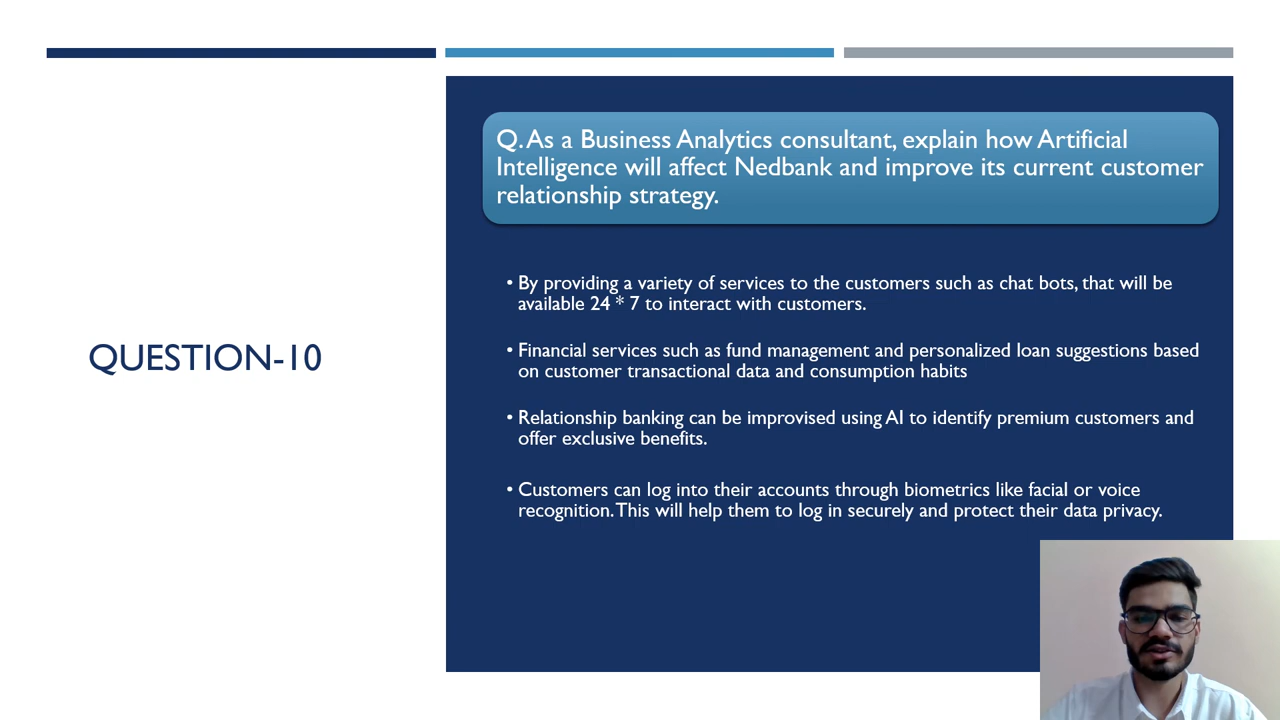 QUESTION-10
Q. As a Business Analytics consultant, explain how Artificial
Intelligence will affect Nedbank and improve its current customer
relationship strategy.
• By providing a variety of services to the customers such as chat bots, that will be
available 24 * 7 to interact with customers.
• Financial services such as fund management and personalized loan suggestions based
on customer transactional data and consumption habits
• Relationship banking can be improvised using AI to identify premium customers and
offer exclusive benefits.
• Customers can log into their accounts through biometrics like facial or voice
recognition. This will help them to log in securely and protect their data privacy.